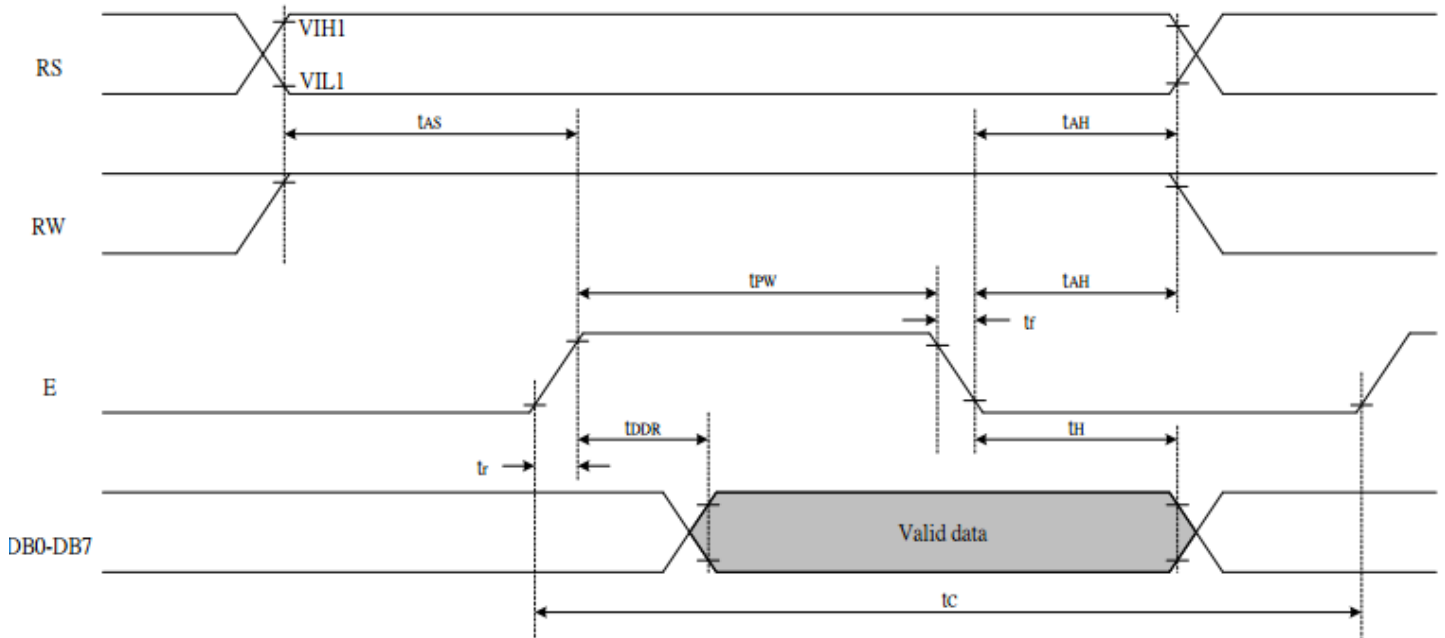 VIH1
RS
VIL1
tAS
tAH
RW
tPW
tAH
tf
E
tDDR
tH
tr
Valid data
DB0-DB7
tC